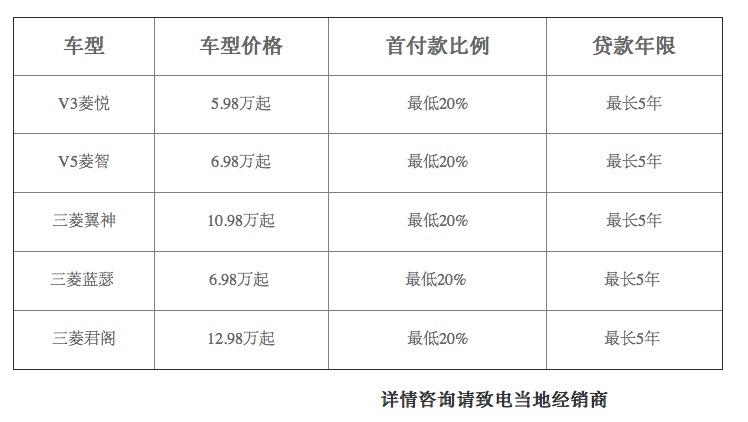 车型 车型价格 首付款比例 贷款年限
V3菱悦 5.98万起 最低20% 最长5年
V5菱智 6.98万起 最低20% 最长5年
三菱翼神 10.98万起 最低20% 最长5年
三菱蓝瑟 6.98万起 最低20% 最长5年
三菱君阁 12.98万起 最低20% 最长5年
详情咨询请致电当地经销商